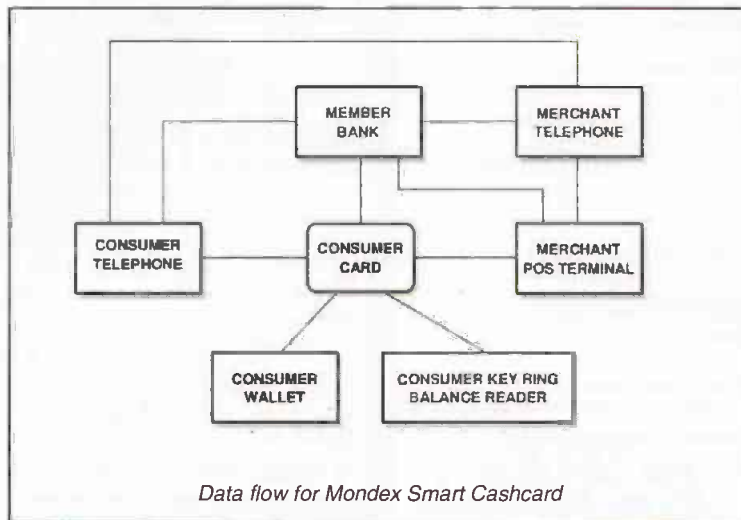 MEMBER
BANK
MERCHANT
TELEPHONE
CONSUMER
TELEPHONE
CONSUMER
CARD
MERCHANT
POS TERMINAL
CONSUMER
WALLET
CONSUMER KEY RING
BALANCE READER
Data flow for Mondex Smart Cashcard